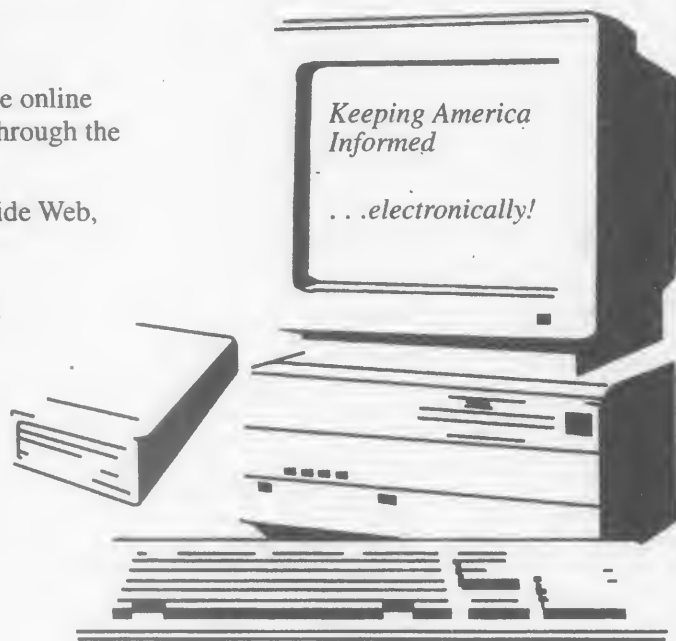 e online
hrough the
ide Web,
Keeping America
Informed
. . .electronically!